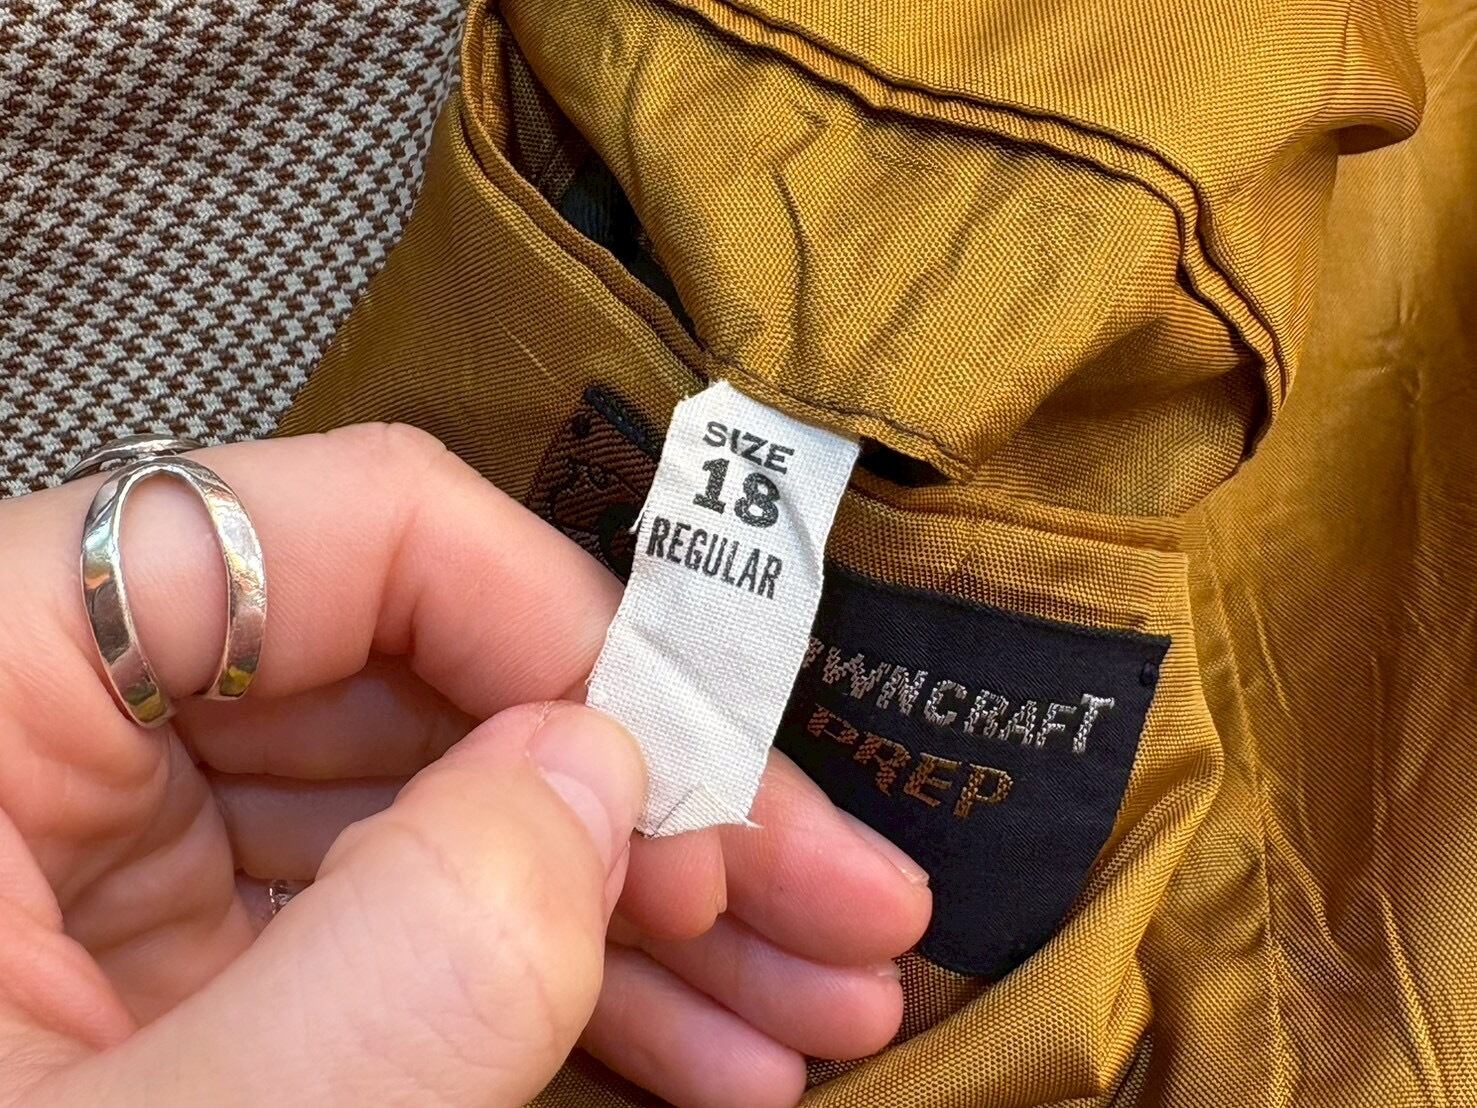 SIZE
18
REGULAR
WNCRAFT
PREP